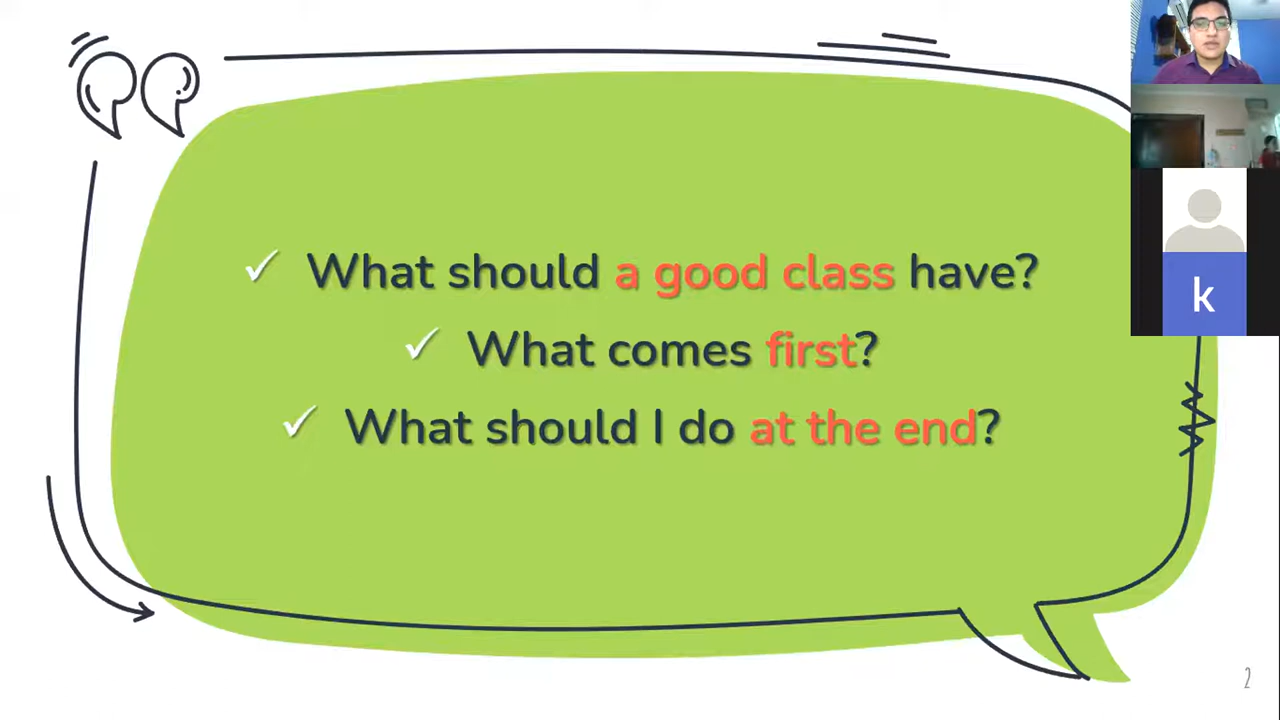 What should a good class have?
What comes first?
What should I do at the end?
k
2